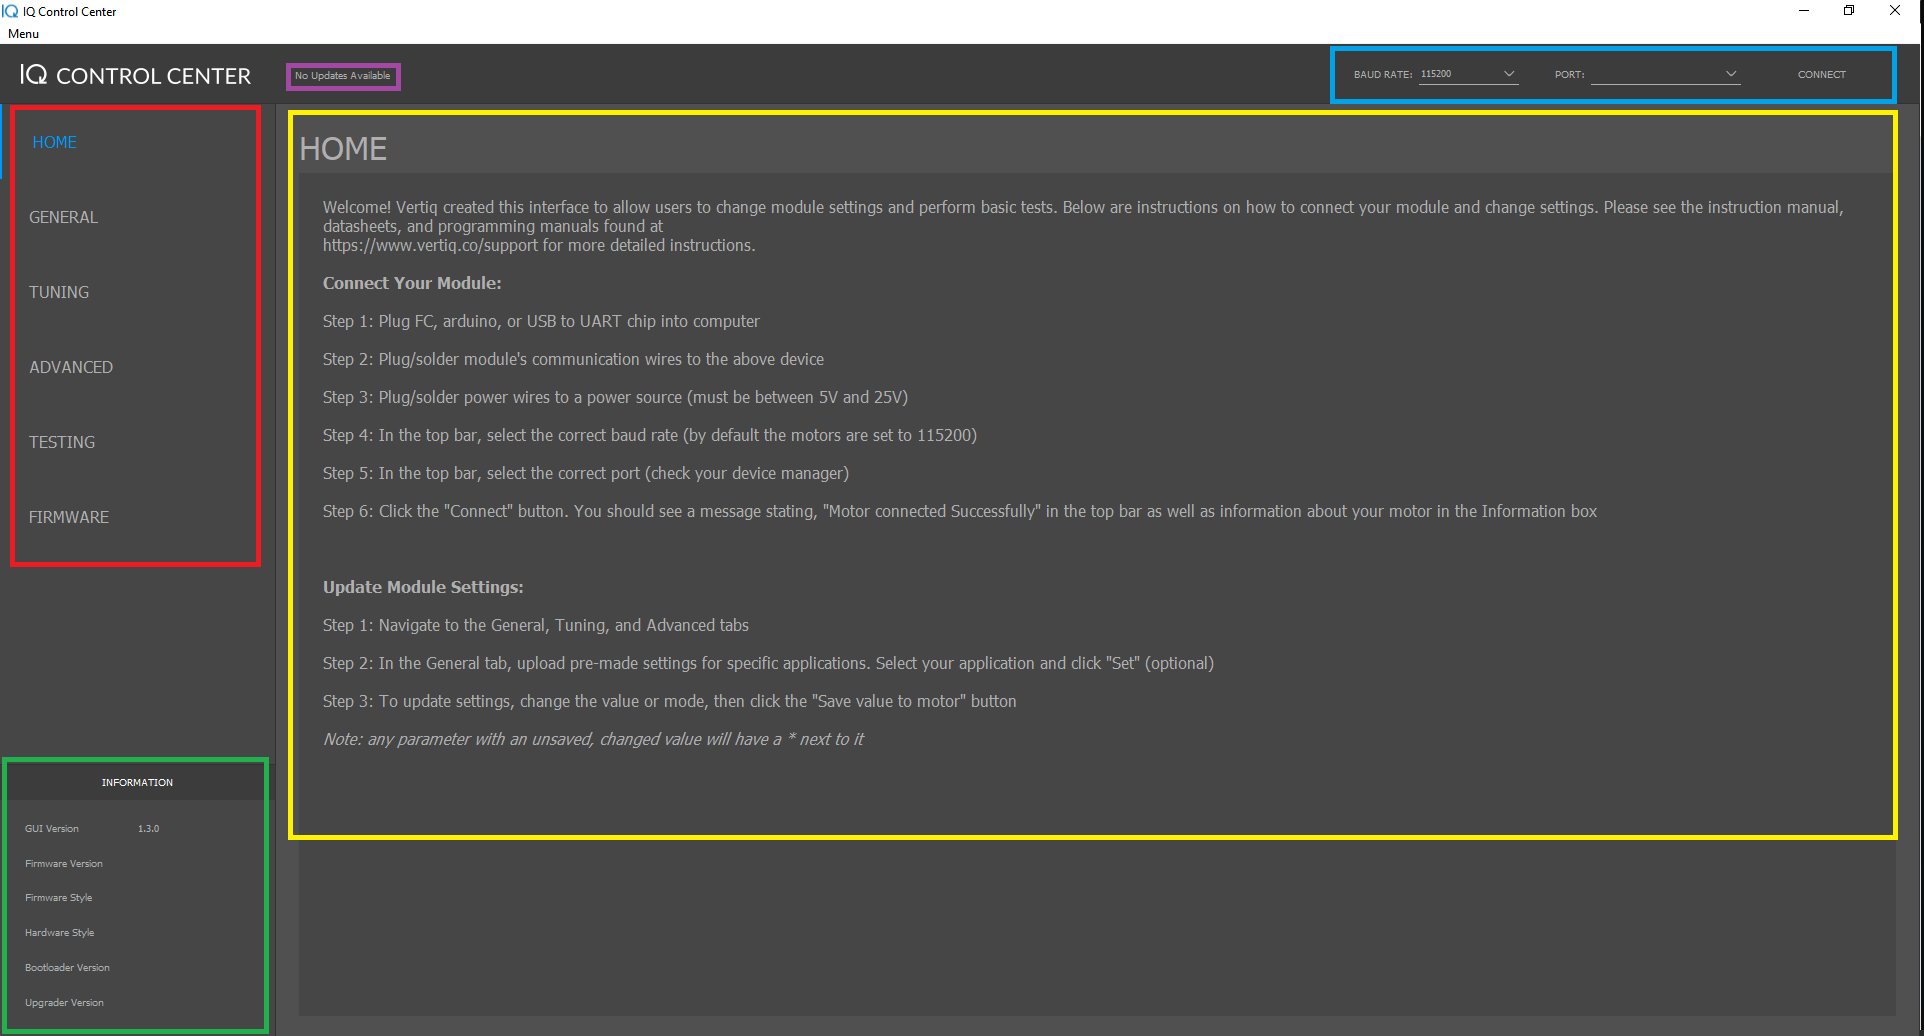 IQ Control Center
Menu
IQ CONTROL CENTER
No Updates Available
BAUD RATE: 115200
PORT:
CONNECT
HOME
GENERAL
TUNING
ADVANCED
TESTING
FIRMWARE
HOME
Welcome! Vertiq created this interface to allow users to change module settings and perform basic tests. Below are instructions on how to connect your module and change settings. Please see the instruction manual,
datasheets, and programming manuals found at
https://www.vertiq.co/support for more detailed instructions.
Connect Your Module:
Step 1: Plug FC, arduino, or USB to UART chip into computer
Step 2: Plug/solder module's communication wires to the above device
Step 3: Plug/solder power wires to a power source (must be between 5V and 25V)
Step 4: In the top bar, select the correct baud rate (by default the motors are set to 115200)
Step 5: In the top bar, select the correct port (check your device manager)
Step 6: Click the "Connect" button. You should see a message stating, "Motor connected Successfully" in the top bar as well as information about your motor in the Information box
Update Module Settings:
Step 1: Navigate to the General, Tuning, and Advanced tabs
Step 2: In the General tab, upload pre-made settings for specific applications. Select your application and click "Set" (optional)
Step 3: To update settings, change the value or mode, then click the "Save value to motor" button
Note: any parameter with an unsaved, changed value will have a * next to it
INFORMATION
GUI Version 1.3.0
Firmware Version
Firmware Style
Hardware Style
Bootloader Version
Upgrader Version